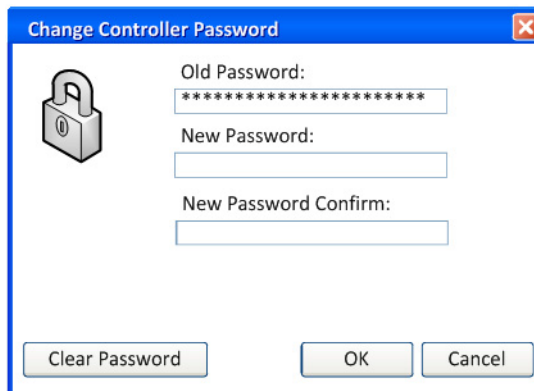 Change Controller Password
Old Password:
***********************
New Password:
New Password Confirm:
Clear Password
OK
Cancel